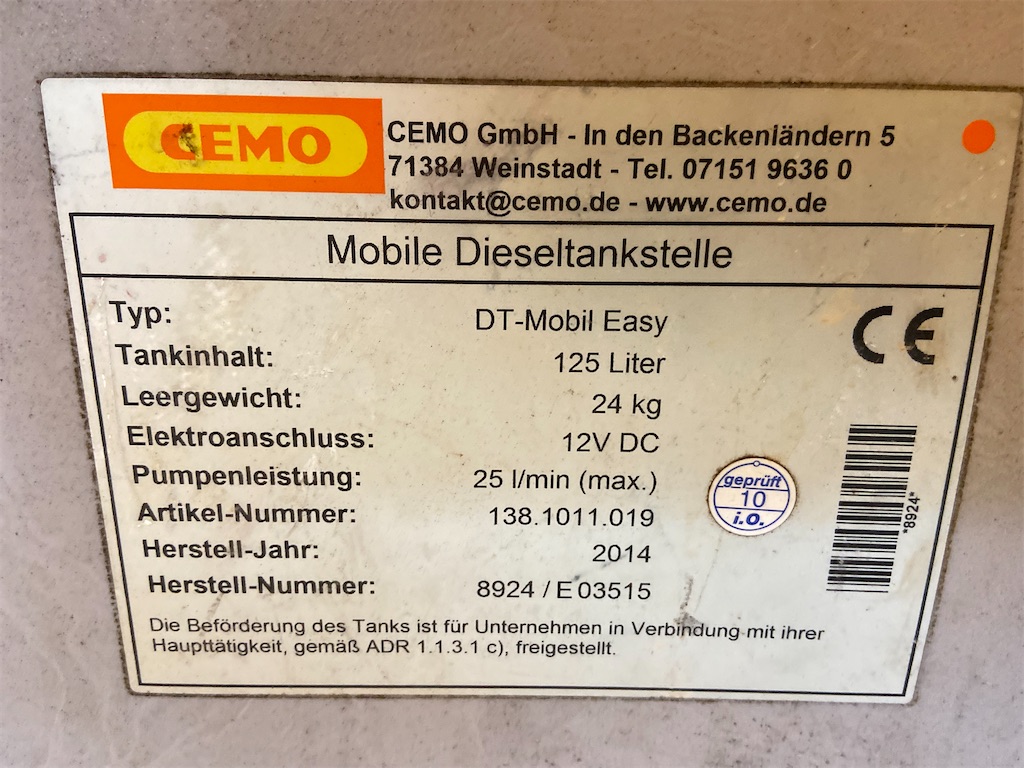 CEMO
CEMO GmbH - In den Backenländern 5
71384 Weinstadt - Tel. 07151 9636 0
kontakt@cemo.de - www.cemo.de
Mobile Dieseltankstelle
Typ: DT-Mobil Easy
Tankinhalt: 125 Liter
Leergewicht: 24 kg
Elektroanschluss: 12V DC
Pumpenleistung: 25 l/min (max.)
Artikel-Nummer: 138.1011.019
Herstell-Jahr: 2014
Herstell-Nummer: 8924 / E 03515
CE
geprüft
10
i.O.
*8924*
Die Beförderung des Tanks ist für Unternehmen in Verbindung mit ihrer
Haupttätigkeit, gemäß ADR 1.1.3.1 c), freigestellt.